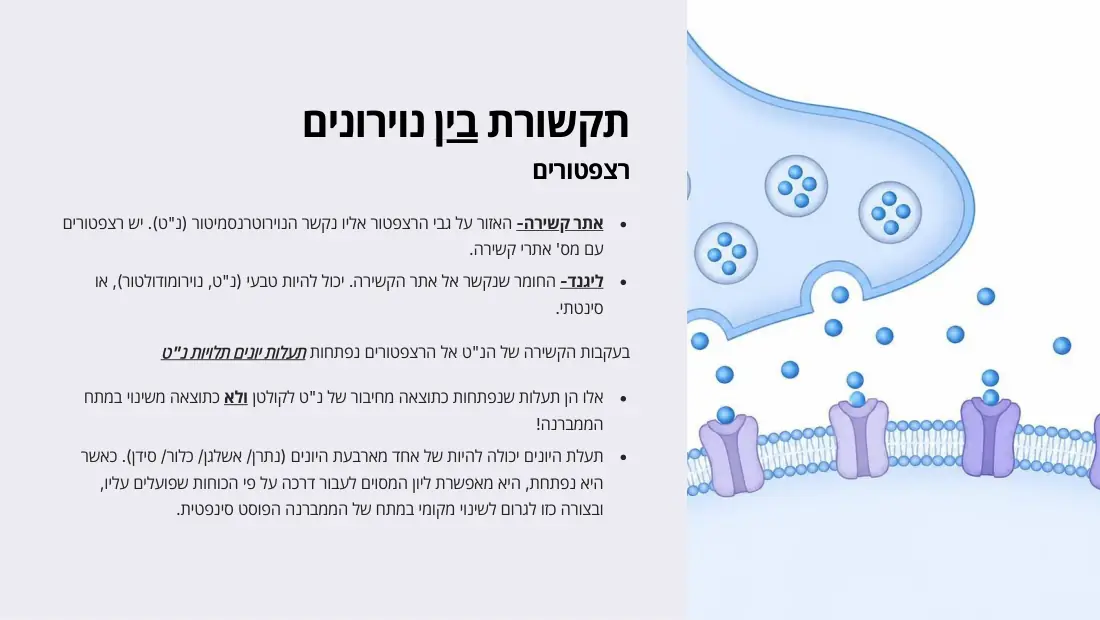 תקשורת בין נוירונים
רצפטורים
• אתר קשירה- האזור על גבי הרצפטור אליו נקשר הנוירוטרנסמיטור (נ"ט). יש רצפטורים
עם מס' אתרי קשירה.
• ליגנד- החומר שנקשר אל אתר הקשירה. יכול להיות טבעי (נ"ט, נוירומודולטור), או
סינטתי.
בעקבות הקשירה של הנ"ט אל הרצפטורים נפתחות תעלות יונים תלויות נ"ט
• אלו הן תעלות שנפתחות כתוצאה מחיבור של נ"ט לקולטן ולא כתוצאה משינוי במתח
הממברנה!
• תעלת היונים יכולה להיות של אחד מארבעת היונים (נתרן/ אשלגן/ כלור/ סידן). כאשר
היא נפתחת, היא מאפשרת ליון המסוים לעבור דרכה על פי הכוחות שפועלים עליו,
ובצורה כזו לגרום לשינוי מקומי במתח של הממברנה הפוסט סינפטית.